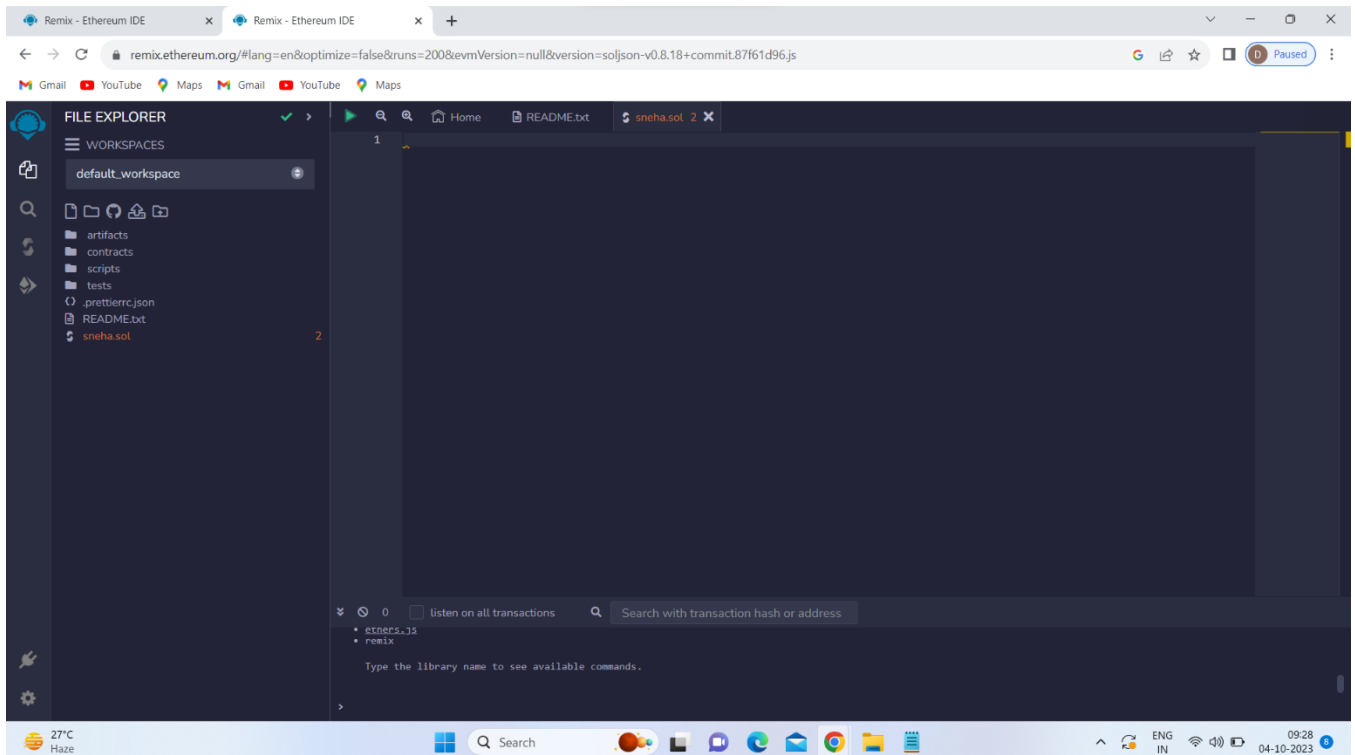 Remix - Ethereum IDE
Remix - Ethereum IDE
remix.ethereum.org/#lang=en&optimize=false&runs=200&evmVersion=null&version=soljson-v0.8.18+commit.87f61d96.js
G
D Paused
Gmail YouTube Maps Gmail YouTube Maps
FILE EXPLORER
Home README.txt sneha.sol 2
WORKSPACES
1
default_workspace
artifacts
contracts
scripts
tests
.prettierrc.json
README.txt
sneha.sol 2
0 listen on all transactions Search with transaction hash or address
• ethers.js
• remix
Type the library name to see available commands.
>
27°C
Haze
Search
ENG
IN
09:28
04-10-2023
8